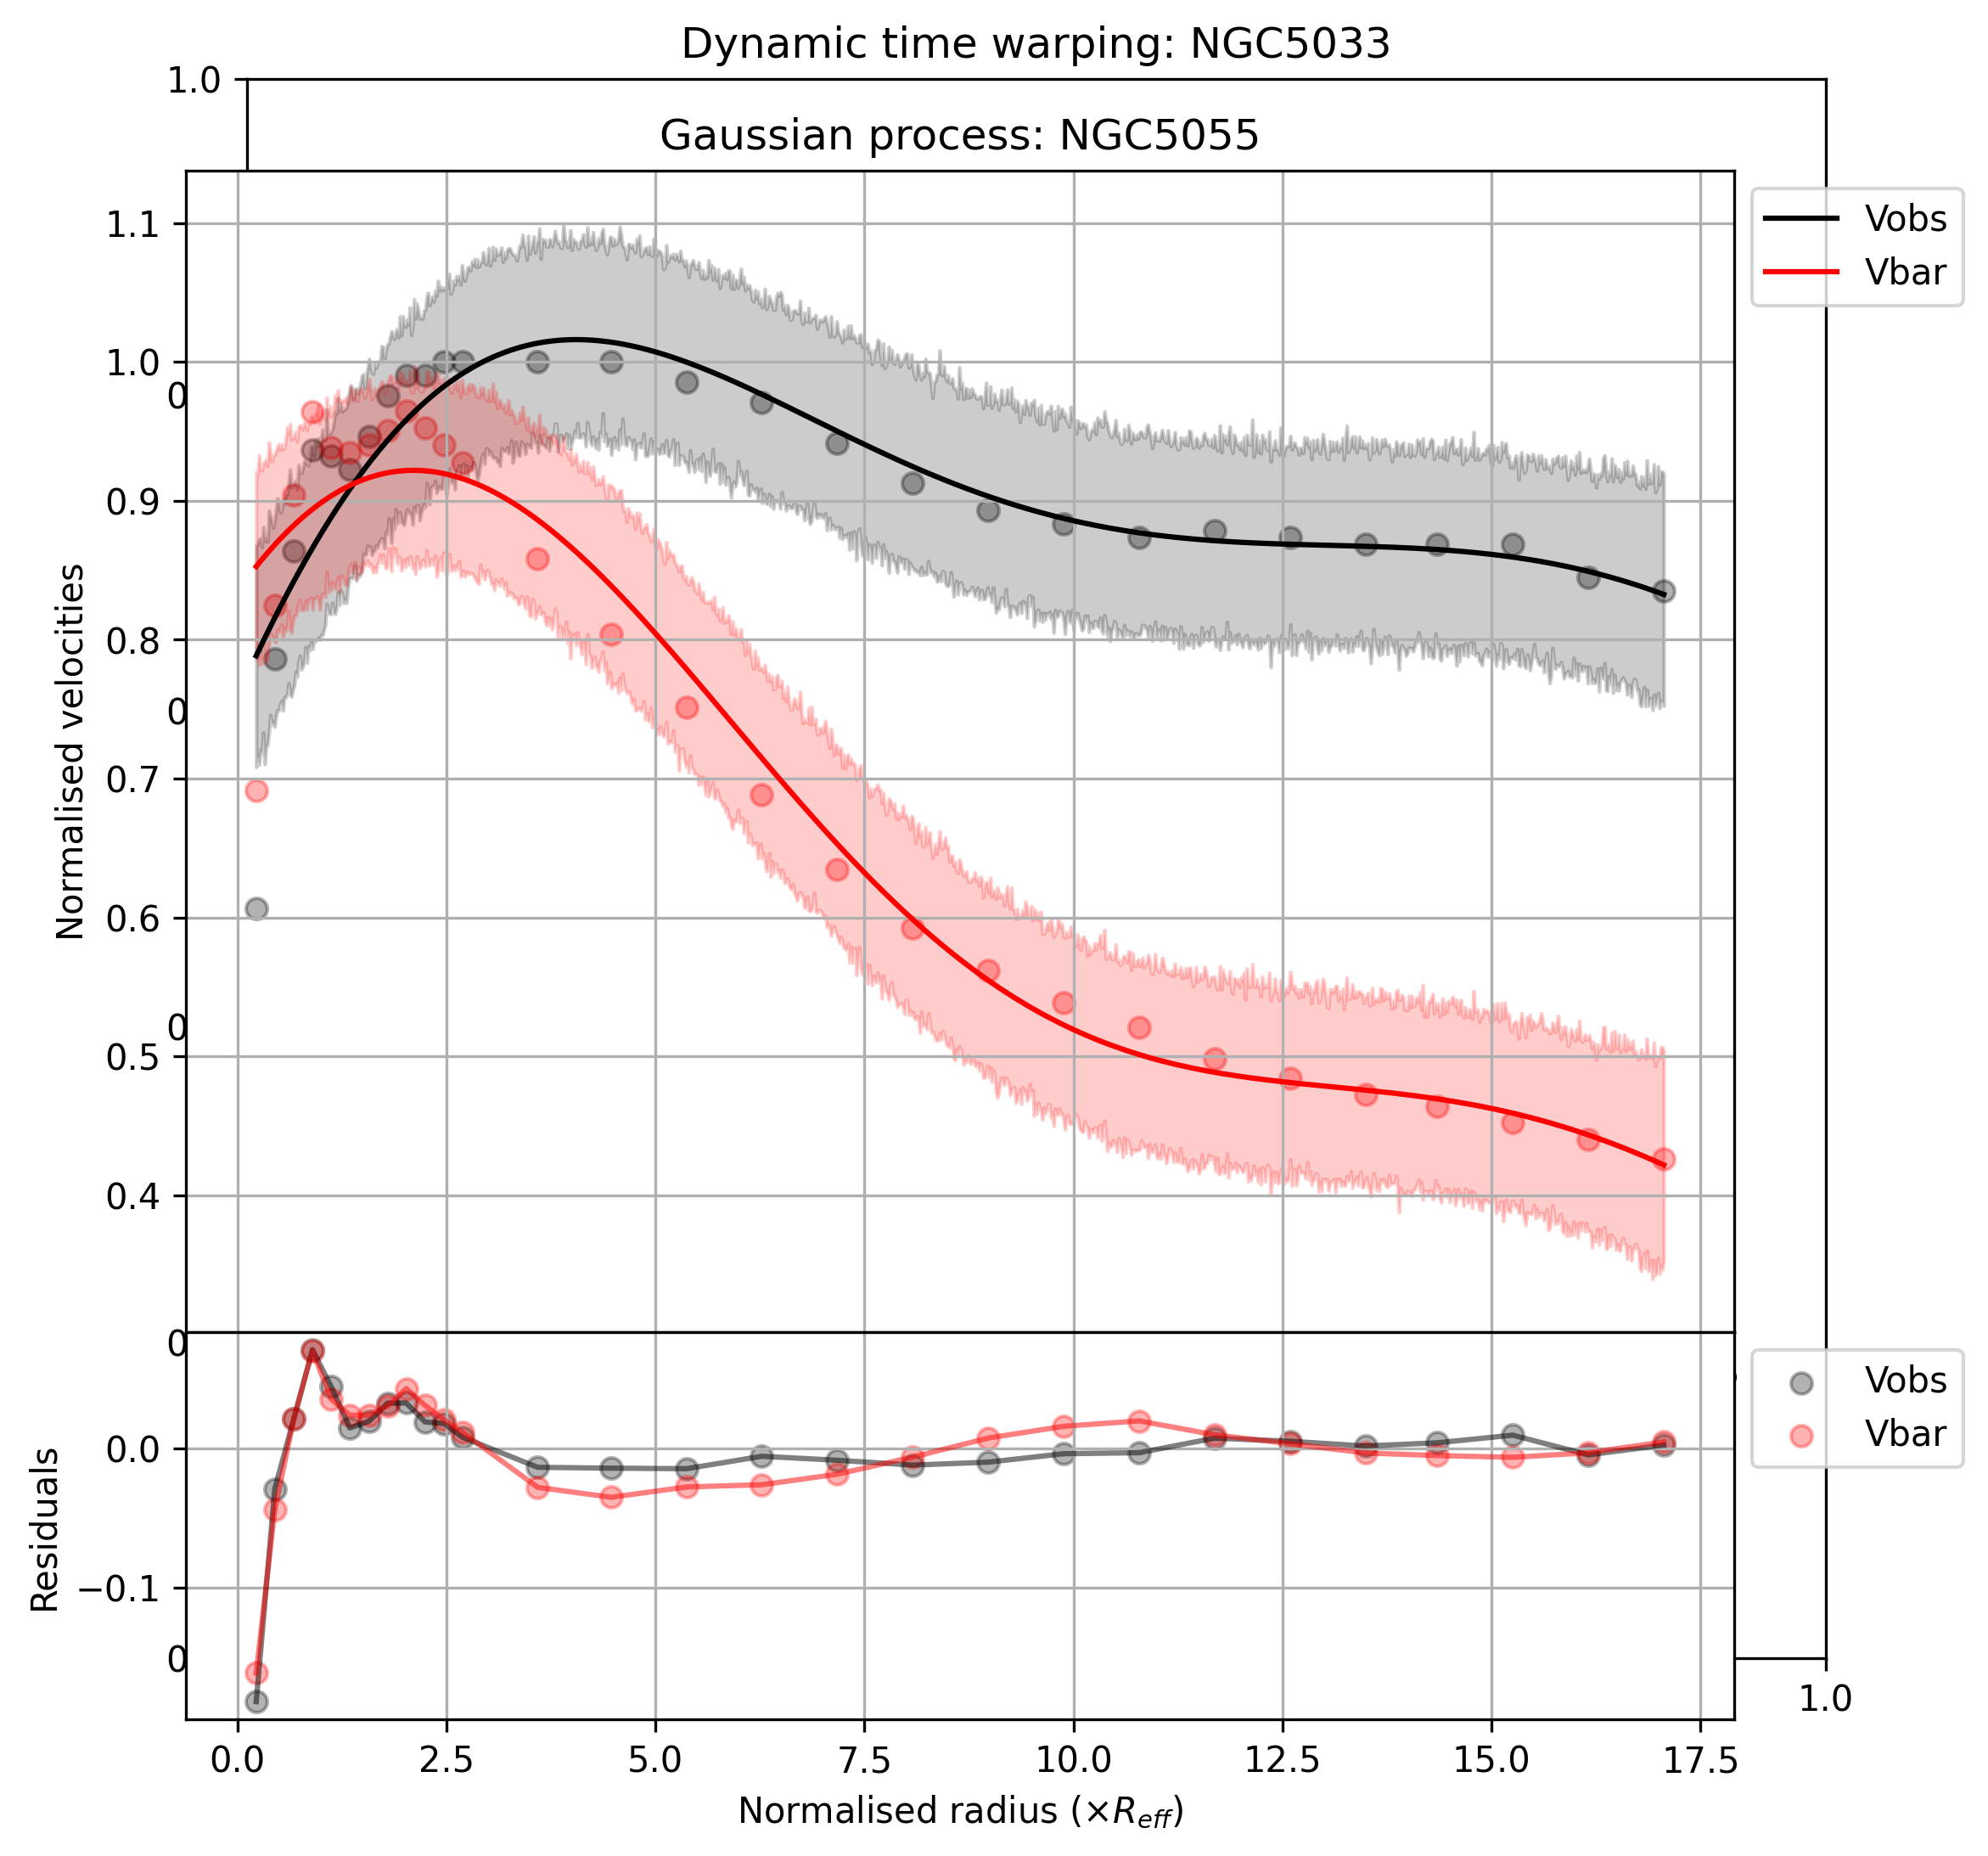 Dynamic time warping: NGC5033
1.0
Gaussian process: NGC5055
1.1
1.0
0
0.9
0.8
0
0.7
0.6
0
0.5
0.4
0
Normalised velocities
Vobs
Vbar
0.0
−0.1
0
Residuals
Vobs
Vbar
1.0
0.0 2.5 5.0 7.5 10.0 12.5 15.0 17.5
Normalised radius (×R_eff)